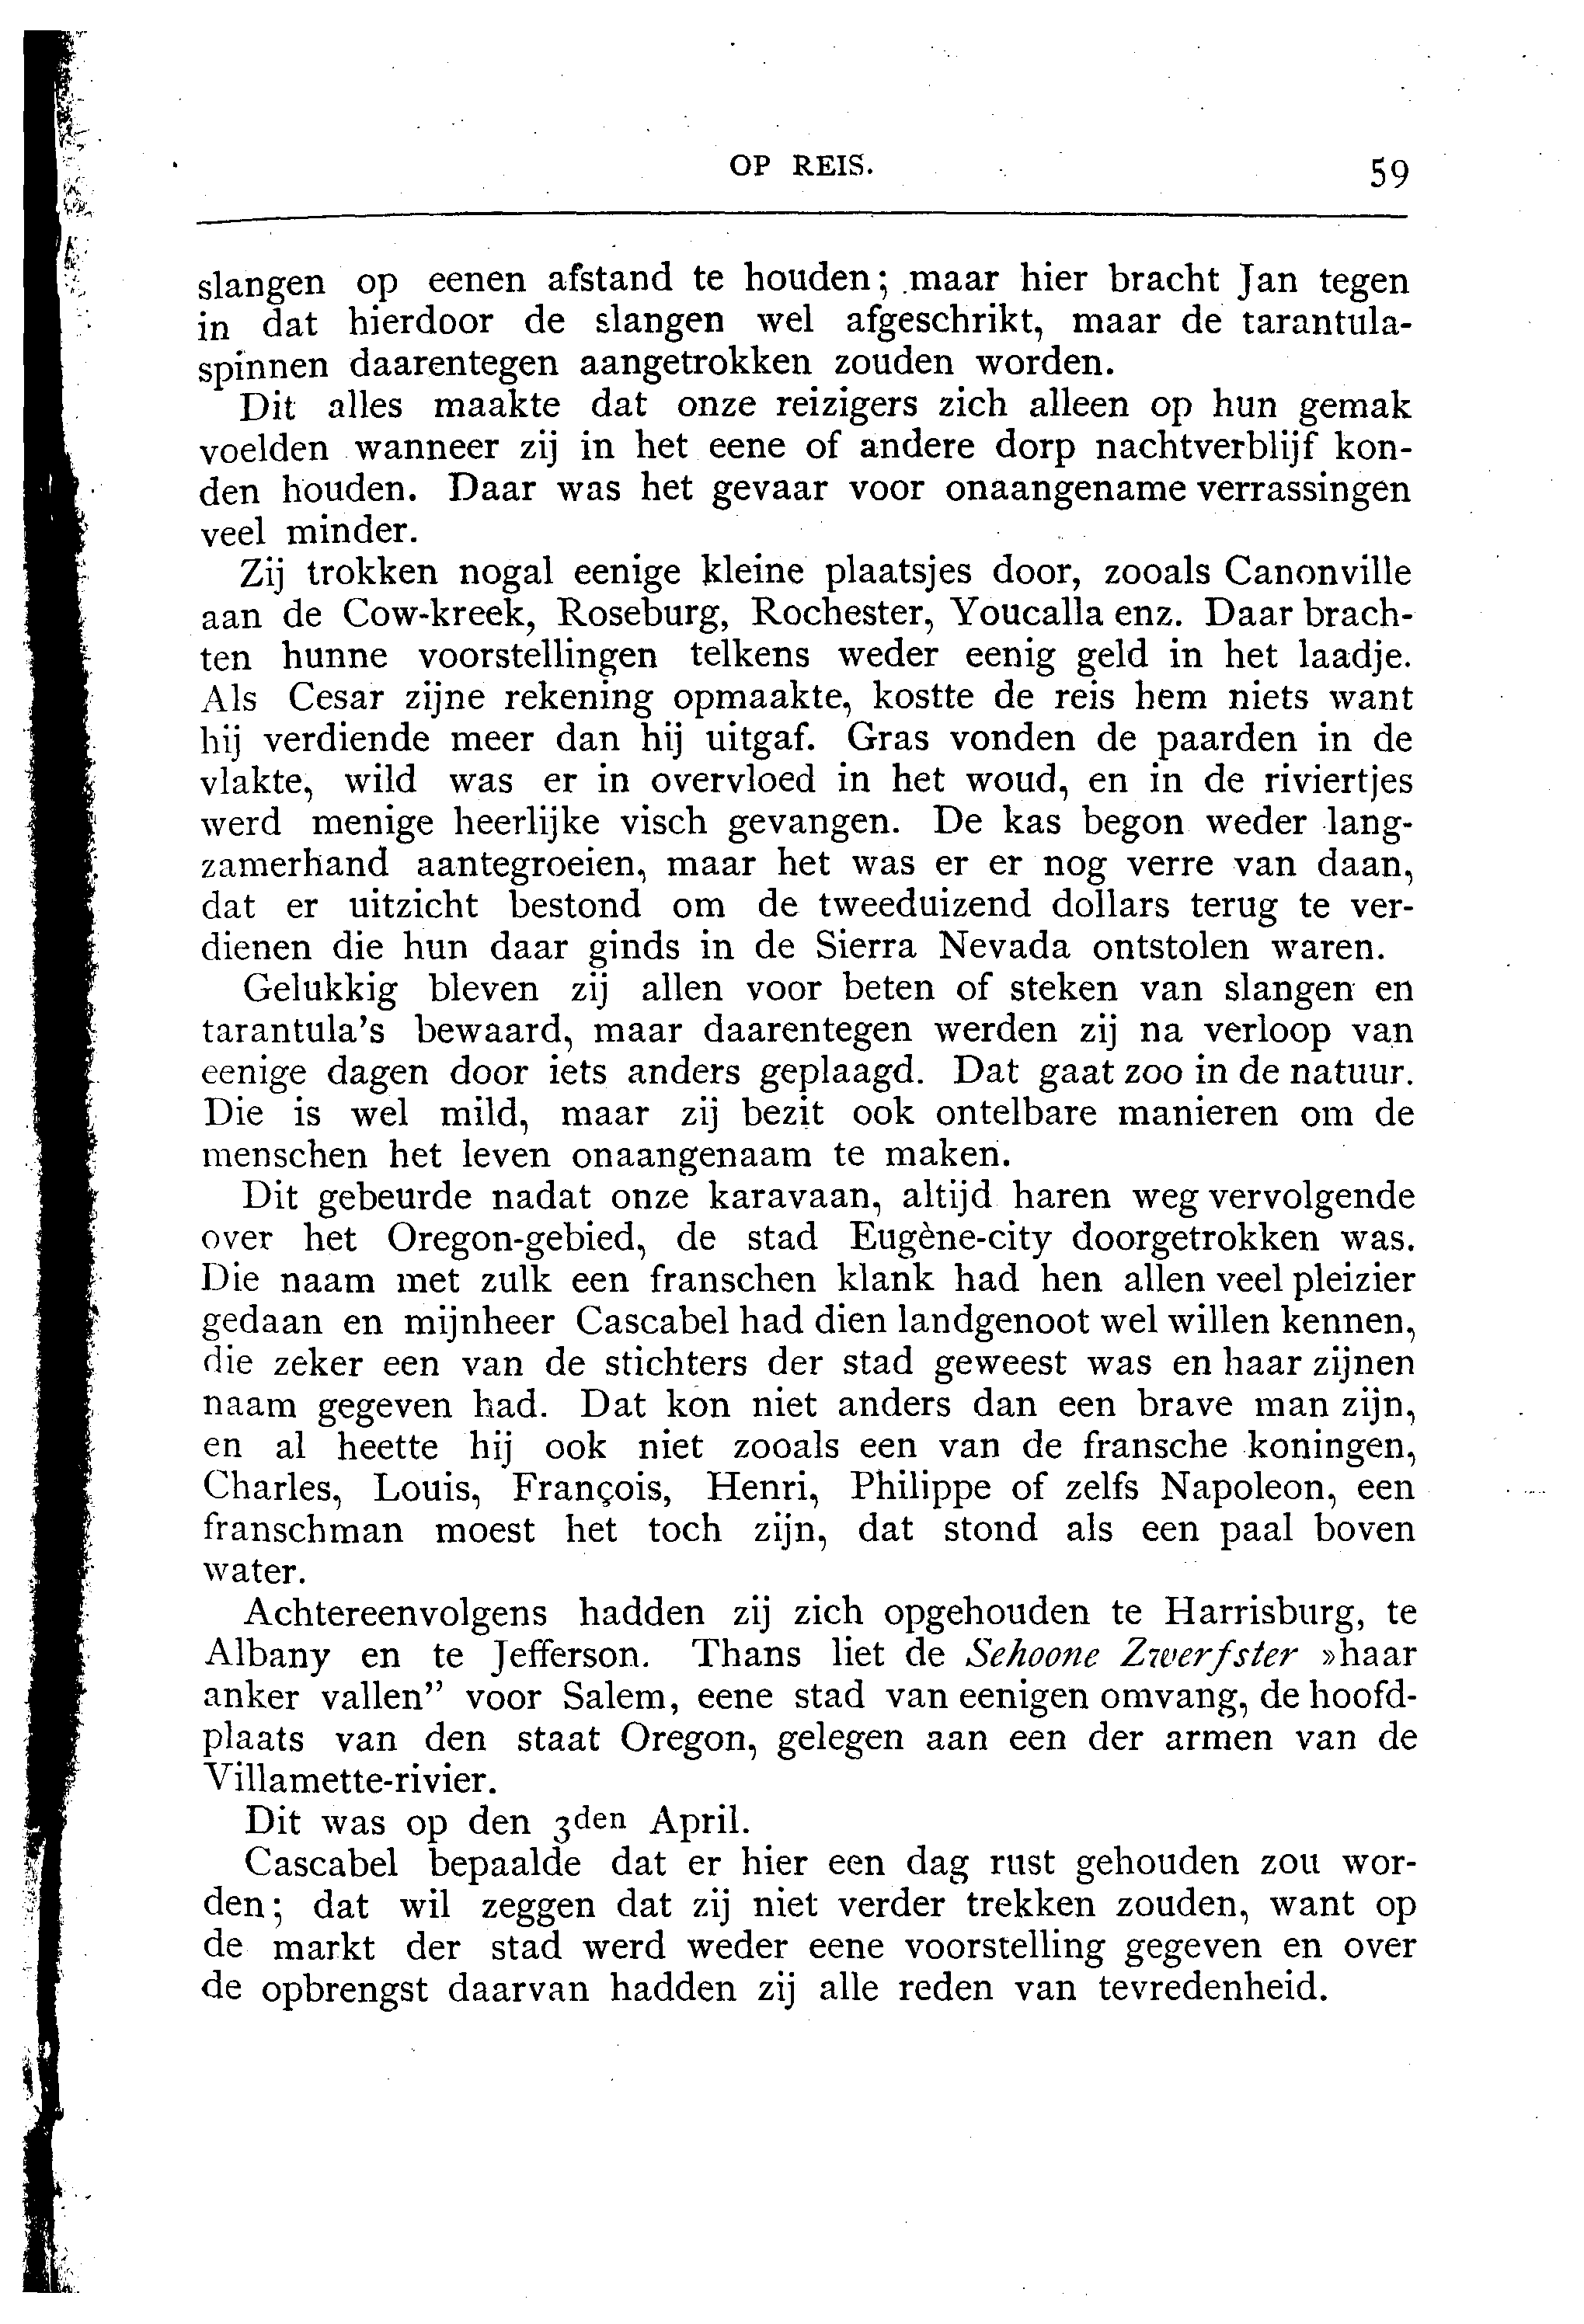 OP REIS. 59
slangen op eenen afstand te houden; maar hier bracht Jan tegen
in dat hierdoor de slangen wel afgeschrikt, maar de tarantula-
spinnen daarentegen aangetrokken zouden worden.
Dit alles maakte dat onze reizigers zich alleen op hun gemak
voelden wanneer zij in het eene of andere dorp nachtverblijf kon-
den houden. Daar was het gevaar voor onaangename verrassingen
veel minder.
Zij trokken nogal eenige kleine plaatsjes door, zooals Canonville
aan de Cow-kreek, Roseburg, Rochester, Youcalla enz. Daar brach-
ten hunne voorstellingen telkens weder eenig geld in het laadje.
Als Cesar zijne rekening opmaakte, kostte de reis hem niets want
hij verdiende meer dan hij uitgaf. Gras vonden de paarden in de
vlakte, wild was er in overvloed in het woud, en in de riviertjes
werd menige heerlijke visch gevangen. De kas begon weder lang-
zamerhand aantegroeien, maar het was er er nog verre van daan,
dat er uitzicht bestond om de tweeduizend dollars terug te ver-
dienen die hun daar ginds in de Sierra Nevada ontstolen waren.
Gelukkig bleven zij allen voor beten of steken van slangen en
tarantula's bewaard, maar daarentegen werden zij na verloop van
eenige dagen door iets anders geplaagd. Dat gaat zoo in de natuur.
Die is wel mild, maar zij bezit ook ontelbare manieren om de
menschen het leven onaangenaam te maken.
Dit gebeurde nadat onze karavaan, altijd haren weg vervolgende
over het Oregon-gebied, de stad Eugène-city doorgetrokken was.
Die naam met zulk een franschen klank had hen allen veel pleizier
gedaan en mijnheer Cascabel had dien landgenoot wel willen kennen,
die zeker een van de stichters der stad geweest was en haar zijnen
naam gegeven had. Dat kon niet anders dan een brave man zijn,
en al heette hij ook niet zooals een van de fransche koningen,
Charles, Louis, François, Henri, Philippe of zelfs Napoleon, een
franschman moest het toch zijn, dat stond als een paal boven
water.
Achtereenvolgens hadden zij zich opgehouden te Harrisburg, te
Albany en te Jefferson. Thans liet de Sehoone Zwerfster »haar
anker vallen” voor Salem, eene stad van eenigen omvang, de hoofd-
plaats van den staat Oregon, gelegen aan een der armen van de
Villamette-rivier.
Dit was op den 3den April.
Cascabel bepaalde dat er hier een dag rust gehouden zou wor-
den; dat wil zeggen dat zij niet verder trekken zouden, want op
de markt der stad werd weder eene voorstelling gegeven en over
de opbrengst daarvan hadden zij alle reden van tevredenheid.